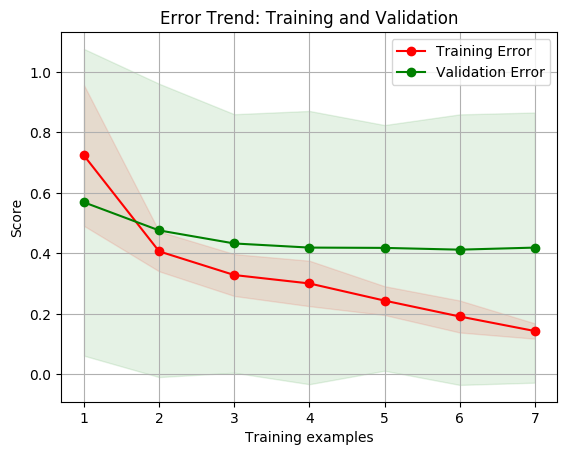 Error Trend: Training and Validation
Training Error
Validation Error
Score
1.0
0.8
0.6
0.4
0.2
0.0
1 2 3 4 5 6 7
Training examples